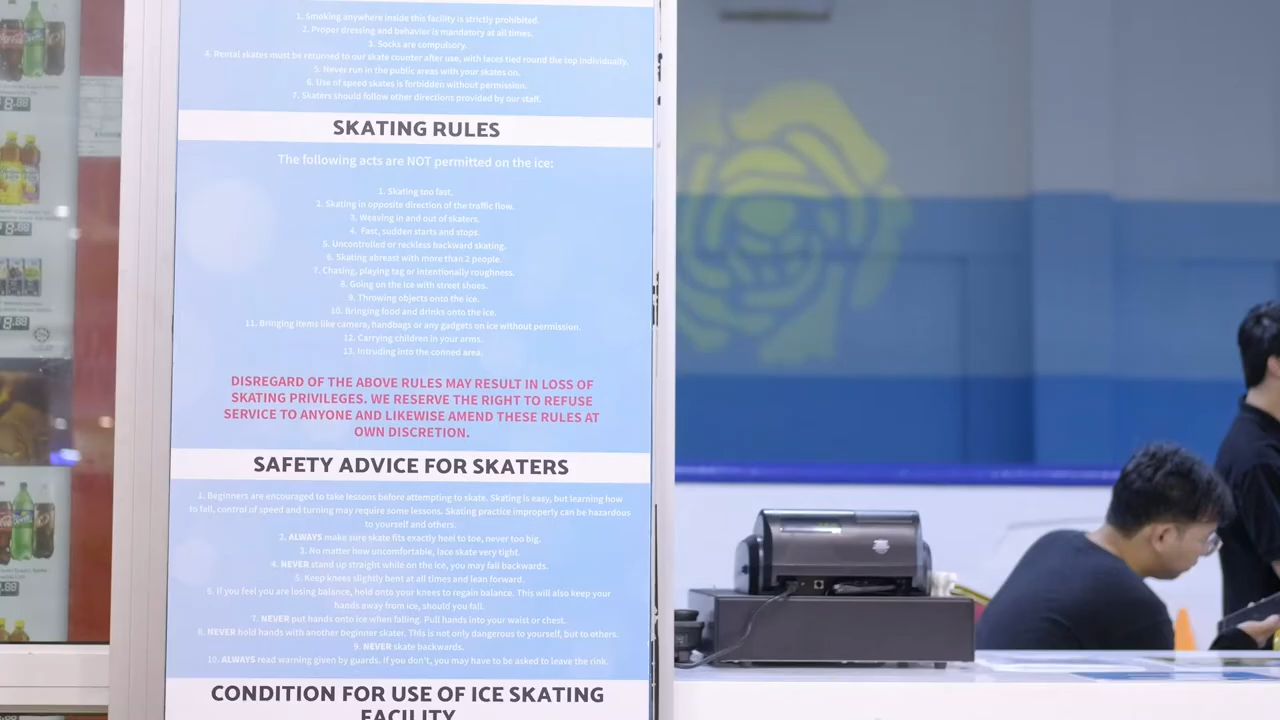 1. Smoking anywhere inside this facility is strictly prohibited.
2. Proper dressing and behavior is mandatory at all times.
3. Socks are compulsory.
4. Rental skates must be returned to our skate counter after use, with laces tied round the top individually.
5. Never run in the public areas with your skates on.
6. Use of speed skates is forbidden without permission.
7. Skaters should follow other directions provided by our staff.
SKATING RULES
The following acts are NOT permitted on the ice:
1. Skating too fast.
2. Skating in opposite direction of the traffic flow.
3. Weaving in and out of skaters.
4. Fast, sudden starts and stops.
5. Uncontrolled or reckless backward skating.
6. Skating abreast with more than 2 people.
7. Chasing, playing tag or intentionally roughness.
8. Going on the ice with street shoes.
9. Throwing objects onto the ice.
10. Bringing food and drinks onto the ice.
11. Bringing items like camera, handbags or any gadgets on ice without permission.
12. Carrying children in your arms.
13. Intruding into the conned area.
DISREGARD OF THE ABOVE RULES MAY RESULT IN LOSS OF
SKATING PRIVILEGES. WE RESERVE THE RIGHT TO REFUSE
SERVICE TO ANYONE AND LIKEWISE AMEND THESE RULES AT
OWN DISCRETION.
SAFETY ADVICE FOR SKATERS
1. Beginners are encouraged to take lessons before attempting to skate. Skating is easy, but learning how
to fall, control of speed and turning may require some lessons. Skating practice improperly can be hazardous
to yourself and others.
2. ALWAYS make sure skate fits exactly heel to toe, never too big.
3. No matter how uncomfortable, lace skate very tight.
4. NEVER stand up straight while on the ice, you may fall backwards.
5. Keep knees slightly bent at all times and lean forward.
6. If you feel you are losing balance, hold onto your knees to regain balance. This will also keep your
hands away from ice, should you fall.
7. NEVER put hands onto ice when falling. Pull hands into your waist or chest.
8. NEVER hold hands with another beginner skater. This is not only dangerous to yourself, but to others.
9. NEVER skate backwards.
10. ALWAYS read warning given by guards. If you don't, you may have to be asked to leave the rink.
CONDITION FOR USE OF ICE SKATING
FACILITY